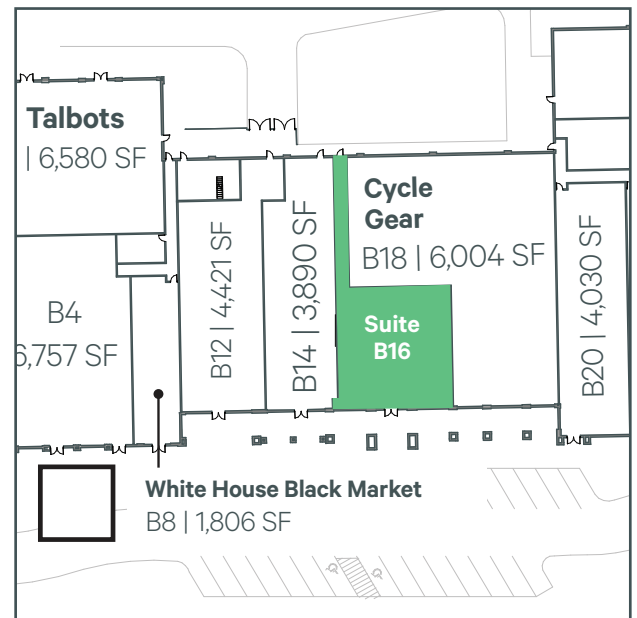 Talbots
| 6,580 SF
Cycle
Gear
B18 | 6,004 SF
B12 | 4,421 SF
B14 | 3,890 SF
B20 | 4,030 SF
B4
6,757 SF
Suite
B16
White House Black Market
B8 | 1,806 SF